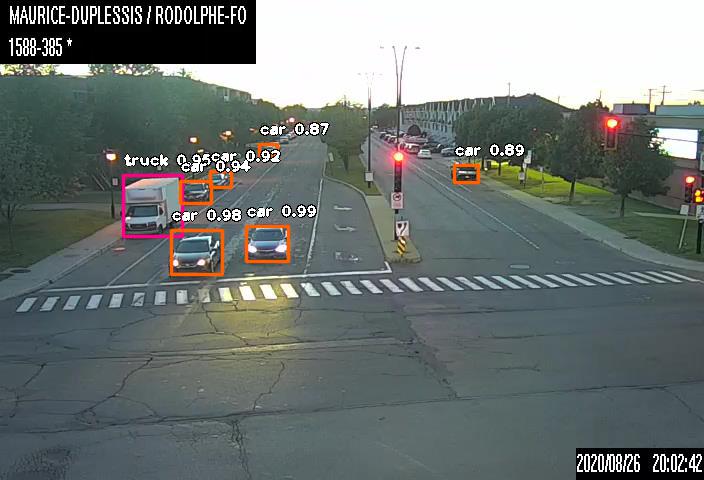 MAURICE-DUPLESSIS / RODOLPHE-FO
1588-385 *
car 0.87
truck 0.95
car 0.92
car 0.94
car 0.89
car 0.98
car 0.99
2020/08/26 20:02:42